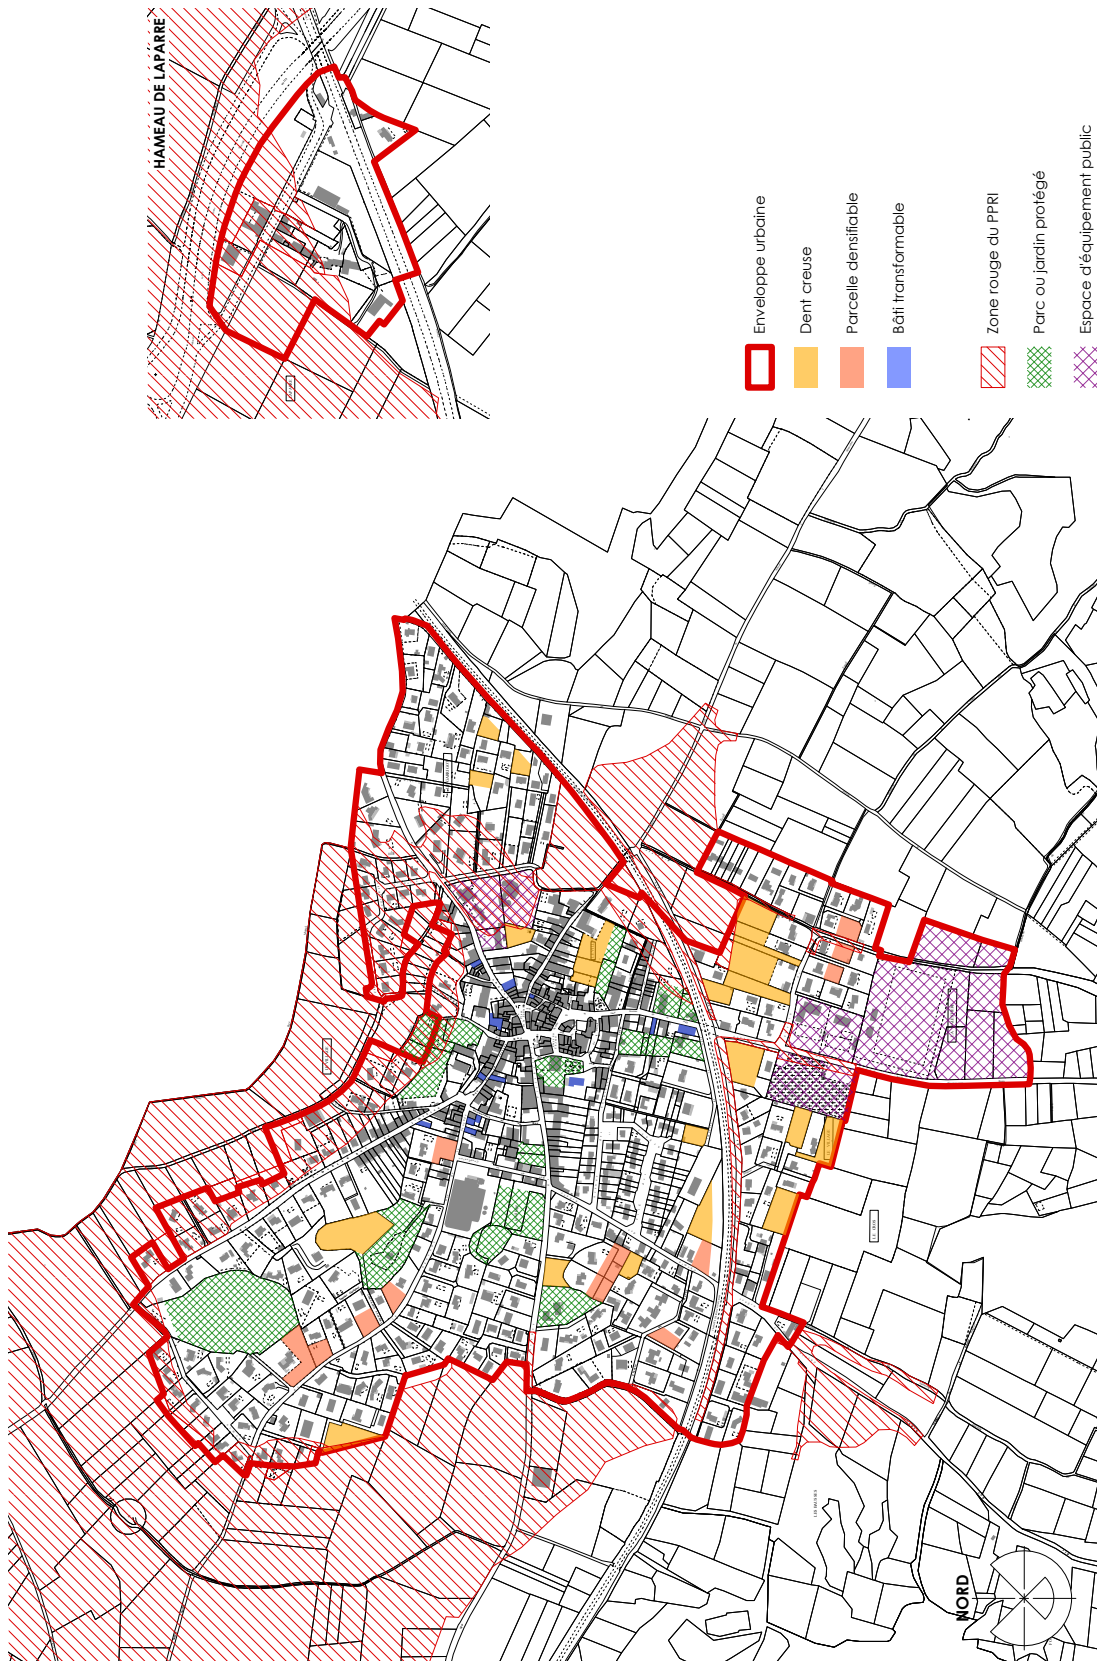 HAMEAU DE LAPARRE
Enveloppe urbaine
Dent creuse
Parcelle densifiable
Bâti transformable
Zone rouge du PPRI
Parc ou jardin protégé
Espace d'équipement public
NORD